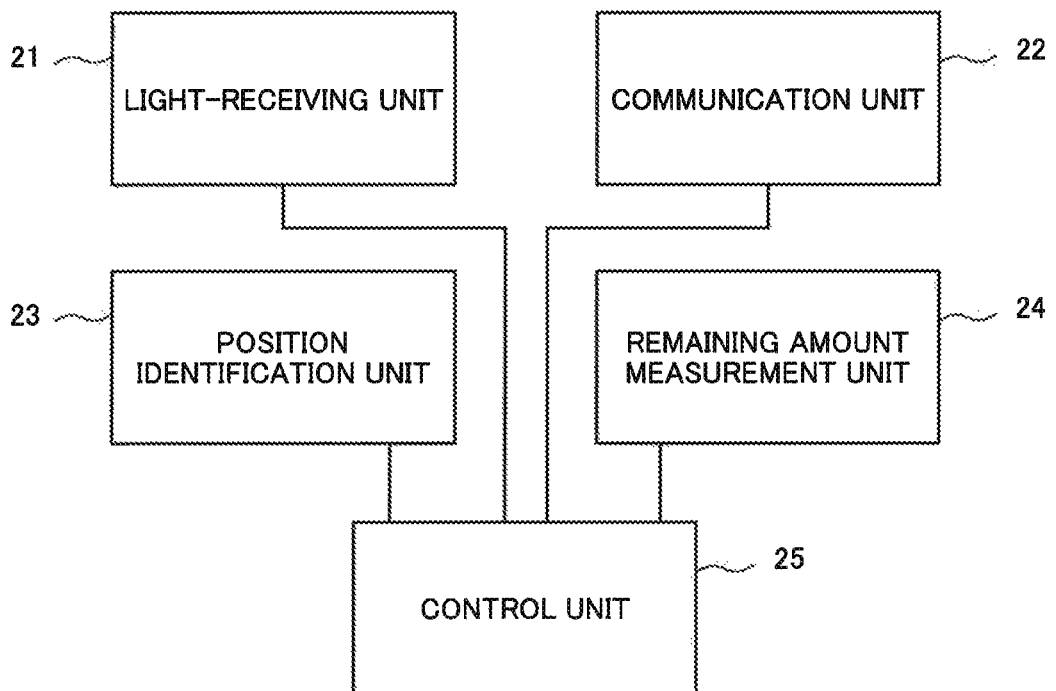 21
LIGHT-RECEIVING UNIT
22
COMMUNICATION UNIT
23
POSITION
IDENTIFICATION UNIT
24
REMAINING AMOUNT
MEASUREMENT UNIT
25
CONTROL UNIT